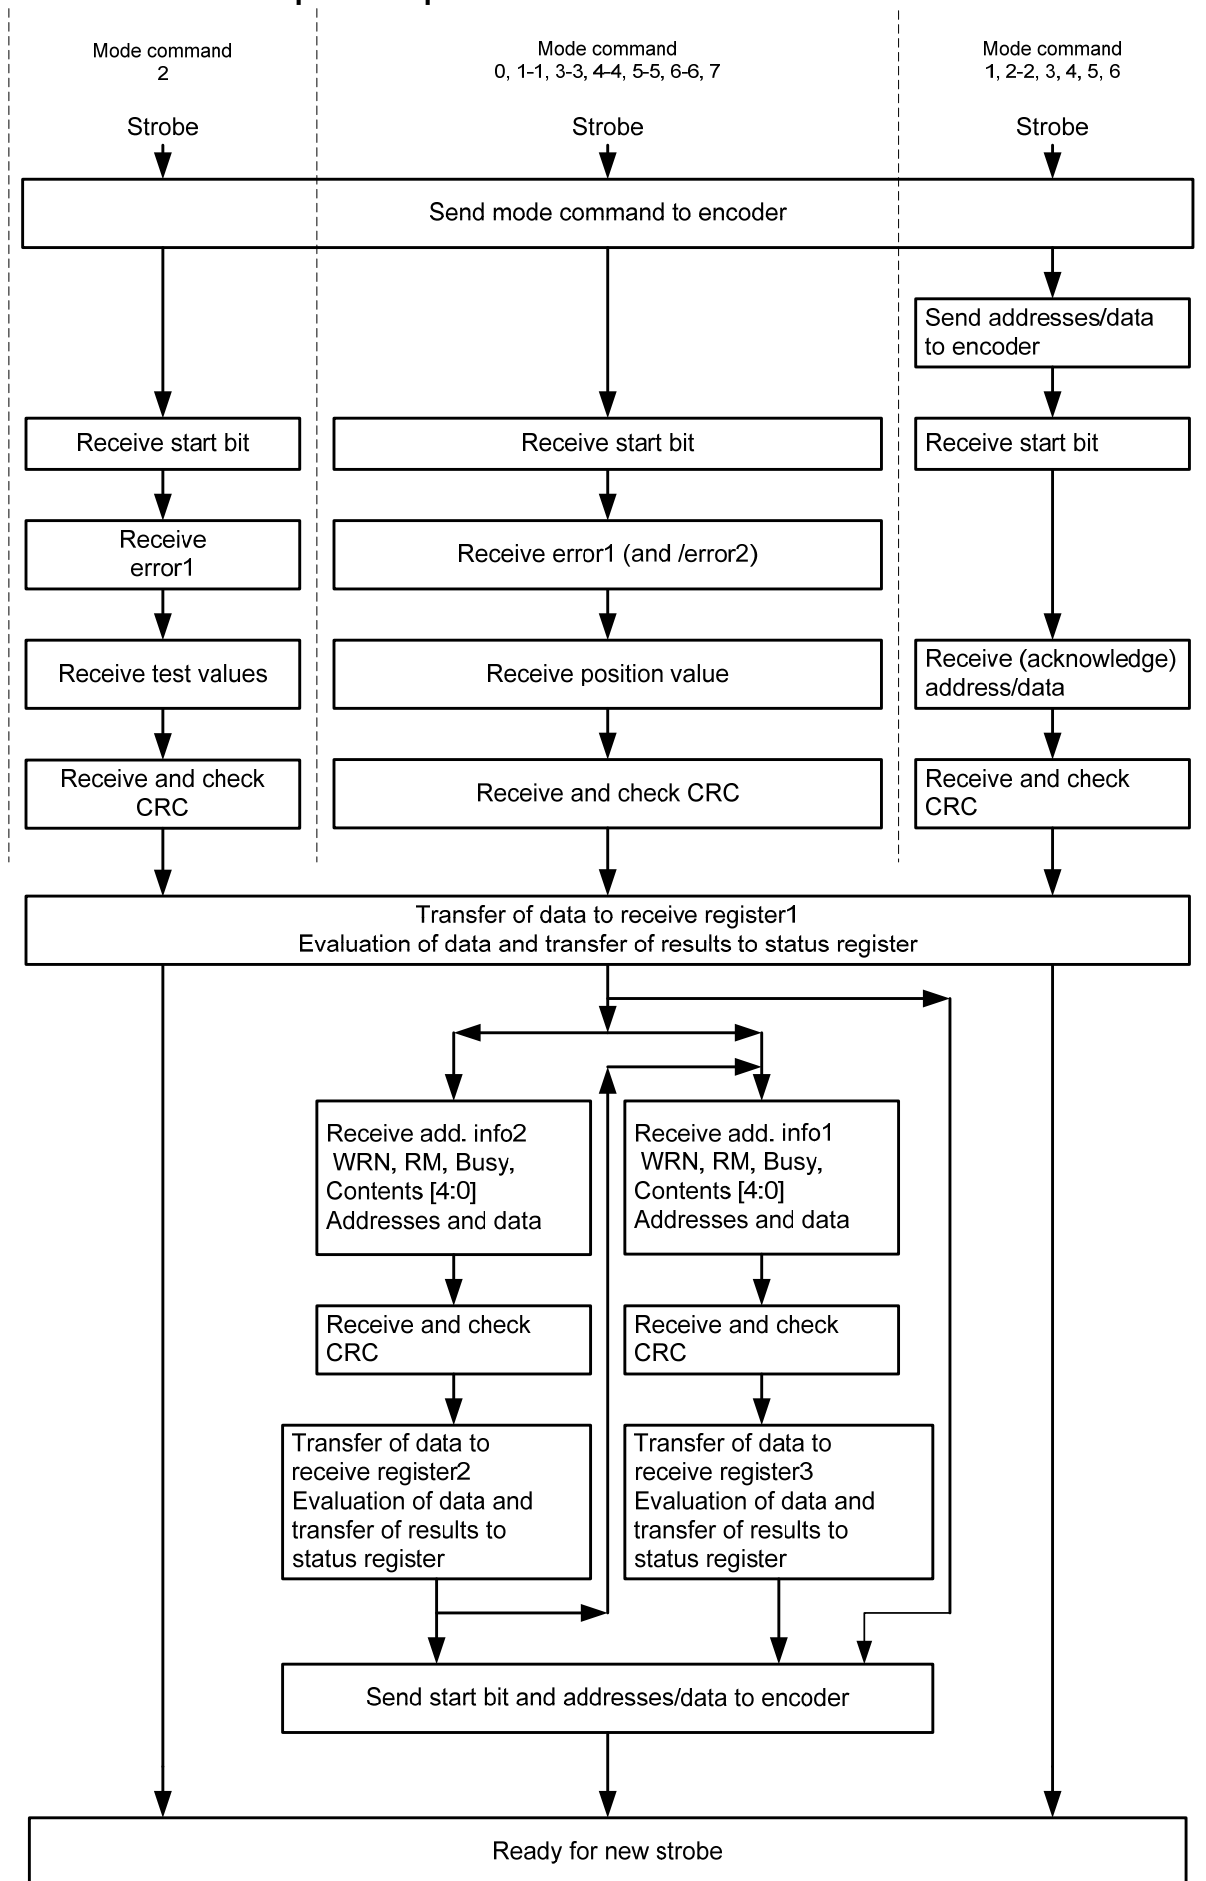 Mode command
2
Mode command
0, 1-1, 3-3, 4-4, 5-5, 6-6, 7
Mode command
1, 2-2, 3, 4, 5, 6
Strobe
Strobe
Strobe
Send mode command to encoder
Send addresses/data
to encoder
Receive start bit
Receive start bit
Receive start bit
Receive
error1
Receive error1 (and /error2)
Receive test values
Receive position value
Receive (acknowledge)
address/data
Receive and check
CRC
Receive and check CRC
Receive and check
CRC
Transfer of data to receive register1
Evaluation of data and transfer of results to status register
Receive add. info2
WRN, RM, Busy,
Contents [4:0]
Addresses and data
Receive add. info1
WRN, RM, Busy,
Contents [4:0]
Addresses and data
Receive and check
CRC
Receive and check
CRC
Transfer of data to
receive register2
Evaluation of data and
transfer of results to
status register
Transfer of data to
receive register3
Evaluation of data and
transfer of results to
status register
Send start bit and addresses/data to encoder
Ready for new strobe